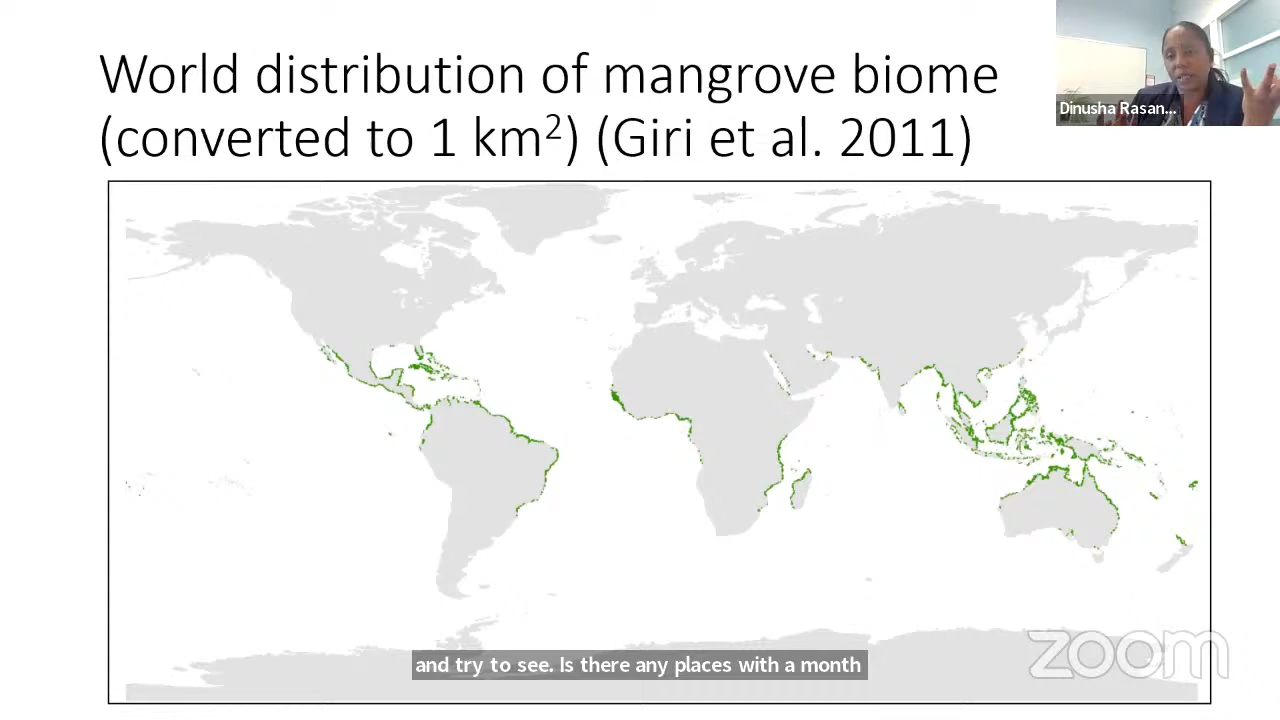 World distribution of mangrove biome
(converted to 1 km²) (Giri et al. 2011)
Dinusha Rasan...
and try to see. Is there any places with a month
zoom